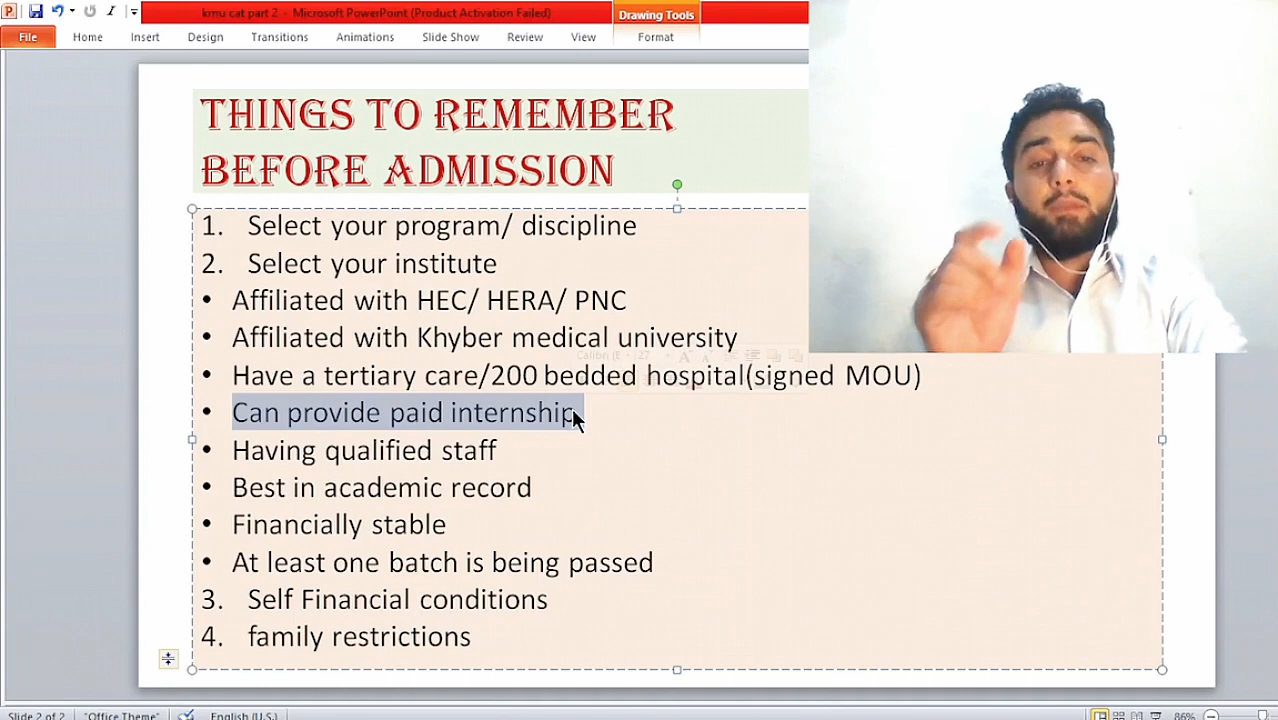 kmu cat part 2 - Microsoft PowerPoint (Product Activation Failed)
Drawing Tools
File Home Insert Design Transitions Animations Slide Show Review View Format
THINGS TO REMEMBER
BEFORE ADMISSION
1. Select your program/ discipline
2. Select your institute
• Affiliated with HEC/ HERA/ PNC
• Affiliated with Khyber medical university
• Have a tertiary care/200 bedded hospital(signed MOU)
• Can provide paid internship
• Having qualified staff
• Best in academic record
• Financially stable
• At least one batch is being passed
3. Self Financial conditions
4. family restrictions
Slide 2 of 2 "Office Theme" English (U.S.) 86%